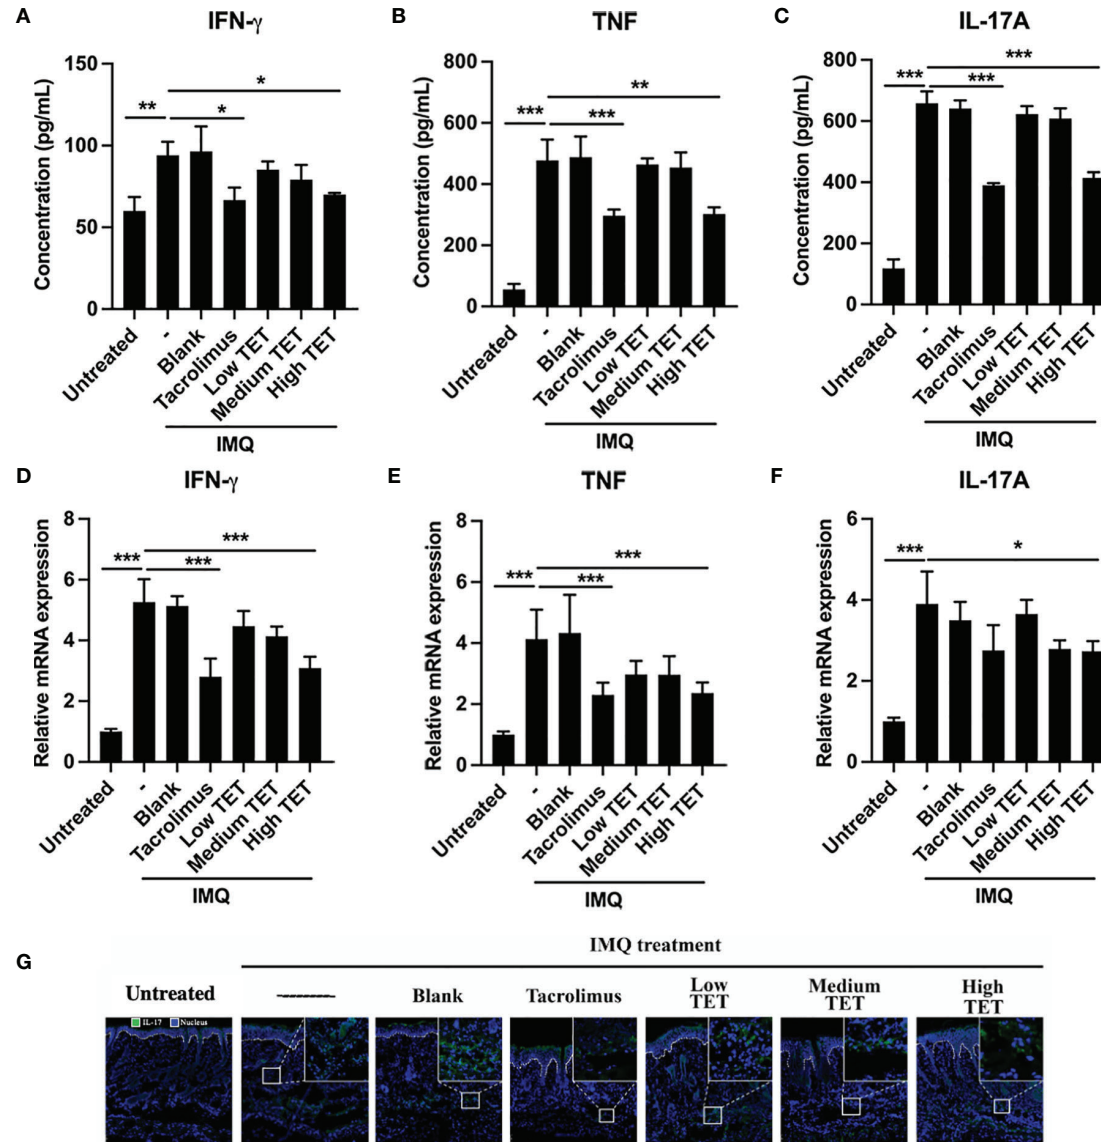 A IFN-γ
Concentration (pg/mL)
150
100
50
0
** * *
Untreated - Blank Tacrolimus Low TET Medium TET High TET
IMQ
B TNF
Concentration (pg/mL)
800
600
400
200
0
*** *** **
Untreated - Blank Tacrolimus Low TET Medium TET High TET
IMQ
C IL-17A
Concentration (pg/mL)
800
600
400
200
0
*** *** ***
Untreated - Blank Tacrolimus Low TET Medium TET High TET
IMQ
D IFN-γ
Relative mRNA expression
8
6
4
2
0
*** *** ***
Untreated - Blank Tacrolimus Low TET Medium TET High TET
IMQ
E TNF
Relative mRNA expression
8
6
4
2
0
*** *** ***
Untreated - Blank Tacrolimus Low TET Medium TET High TET
IMQ
F IL-17A
Relative mRNA expression
6
4
2
0
*** *
Untreated - Blank Tacrolimus Low TET Medium TET High TET
IMQ
G
IMQ treatment
Untreated Blank Tacrolimus Low TET Medium TET High TET
IL-17 Nucleus